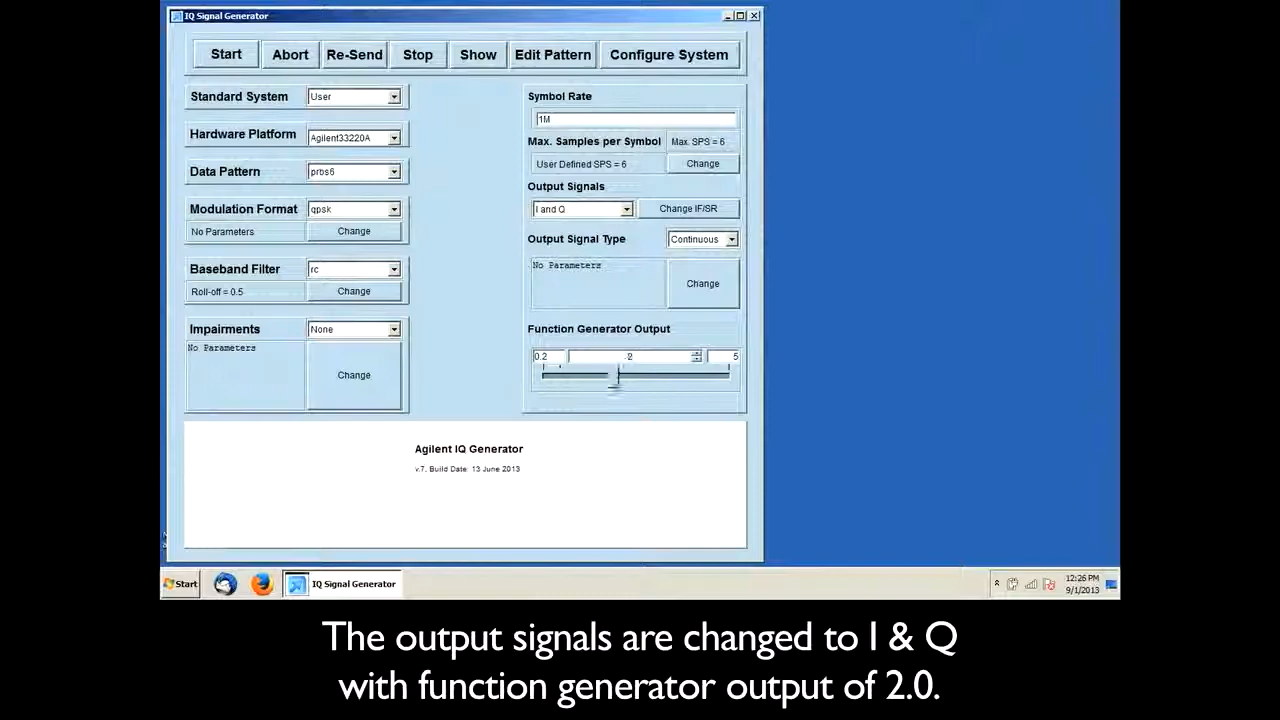 IQ Signal Generator
Start Abort Re-Send Stop Show Edit Pattern Configure System
Standard System User
Hardware Platform Agilent33220A
Data Pattern prbs6
Modulation Format qpsk
No Parameters Change
Baseband Filter rc
Roll-off = 0.5 Change
Impairments None
No Parameters
Change
Symbol Rate
1M
Max. Samples per Symbol Max. SPS = 6
User Defined SPS = 6 Change
Output Signals
I and Q Change IF/SR
Output Signal Type Continuous
No Parameters
Change
Function Generator Output
0.2 2 5
Agilent IQ Generator
v.7. Build Date: 13 June 2013
Start IQ Signal Generator 12:26 PM
9/1/2013
The output signals are changed to I & Q
with function generator output of 2.0.